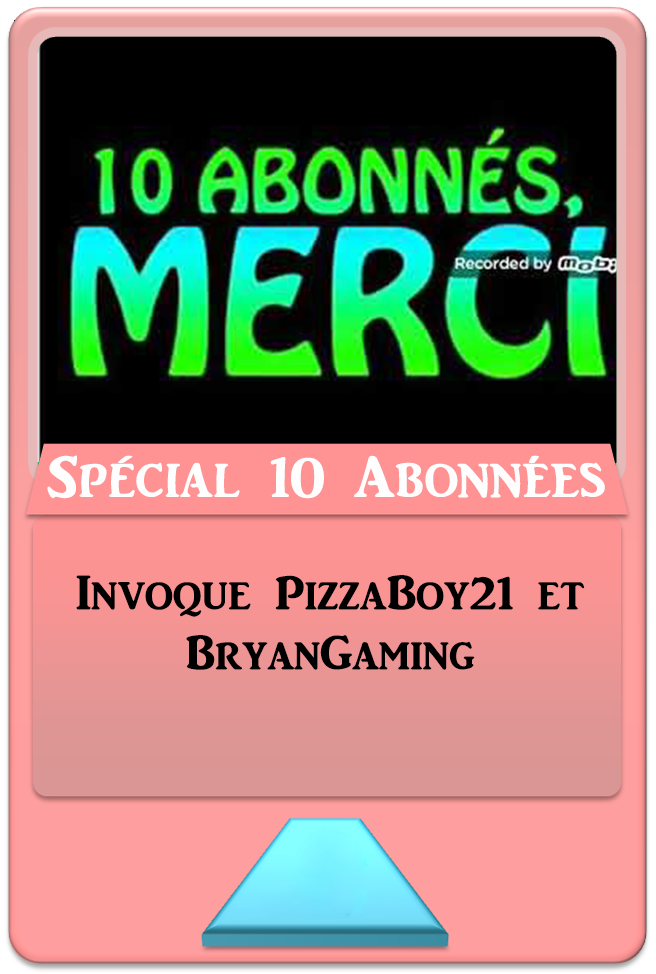 10 ABONNÉS,
MERCI
Recorded by
SPÉCIAL 10 ABONNÉES
INVOQUE PIZZABOY21 ET
BRYANGAMING